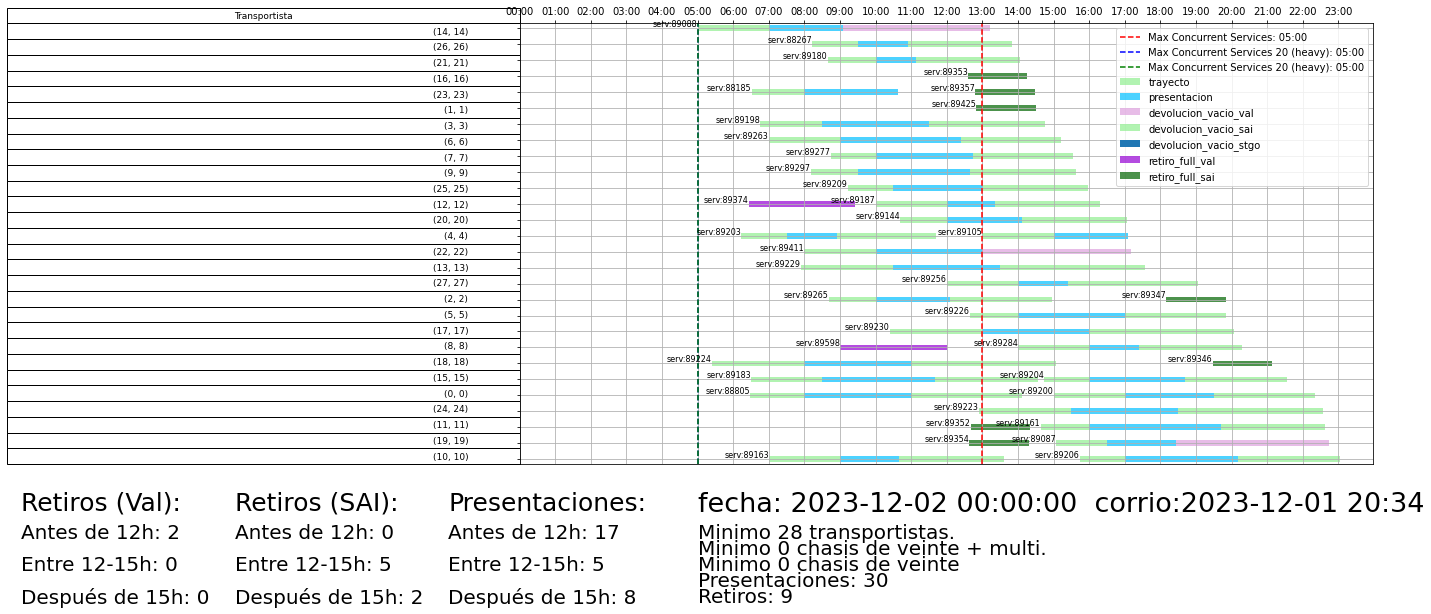 Transportista
00:00 01:00 02:00 03:00 04:00 05:00 06:00 07:00 08:00 09:00 10:00 11:00 12:00 13:00 14:00 15:00 16:00 17:00 18:00 19:00 20:00 21:00 22:00 23:00
(14, 14) serv:89088
(26, 26) serv:88267
(21, 21) serv:89180
(16, 16) serv:89353
(23, 23) serv:88185 serv:89357
(1, 1) serv:89425
(3, 3) serv:89198
(6, 6) serv:89263
(7, 7) serv:89277
(9, 9) serv:89297
(25, 25) serv:89209
(12, 12) serv:89374 serv:89187
(20, 20) serv:89144
(4, 4) serv:89203 serv:89105
(22, 22) serv:89411
(13, 13) serv:89229
(27, 27) serv:89256
(2, 2) serv:89265 serv:89347
(5, 5) serv:89226
(17, 17) serv:89230
(8, 8) serv:89598 serv:89284
(18, 18) serv:89224 serv:89346
(15, 15) serv:89183 serv:89204
(0, 0) serv:88805 serv:89200
(24, 24) serv:89223
(11, 11) serv:89352 serv:89161
(19, 19) serv:89354 serv:89087
(10, 10) serv:89163 serv:89206
Max Concurrent Services: 05:00
Max Concurrent Services 20 (heavy): 05:00
Max Concurrent Services 20 (heavy): 05:00
trayecto
presentacion
devolucion_vacio_val
devolucion_vacio_sai
devolucion_vacio_stgo
retiro_full_val
retiro_full_sai
Retiros (Val):
Antes de 12h: 2
Entre 12-15h: 0
Después de 15h: 0
Retiros (SAI):
Antes de 12h: 0
Entre 12-15h: 5
Después de 15h: 2
Presentaciones:
Antes de 12h: 17
Entre 12-15h: 5
Después de 15h: 8
fecha: 2023-12-02 00:00:00 corrio:2023-12-01 20:34
Minimo 28 transportistas.
Minimo 0 chasis de veinte + multi.
Minimo 0 chasis de veinte
Presentaciones: 30
Retiros: 9